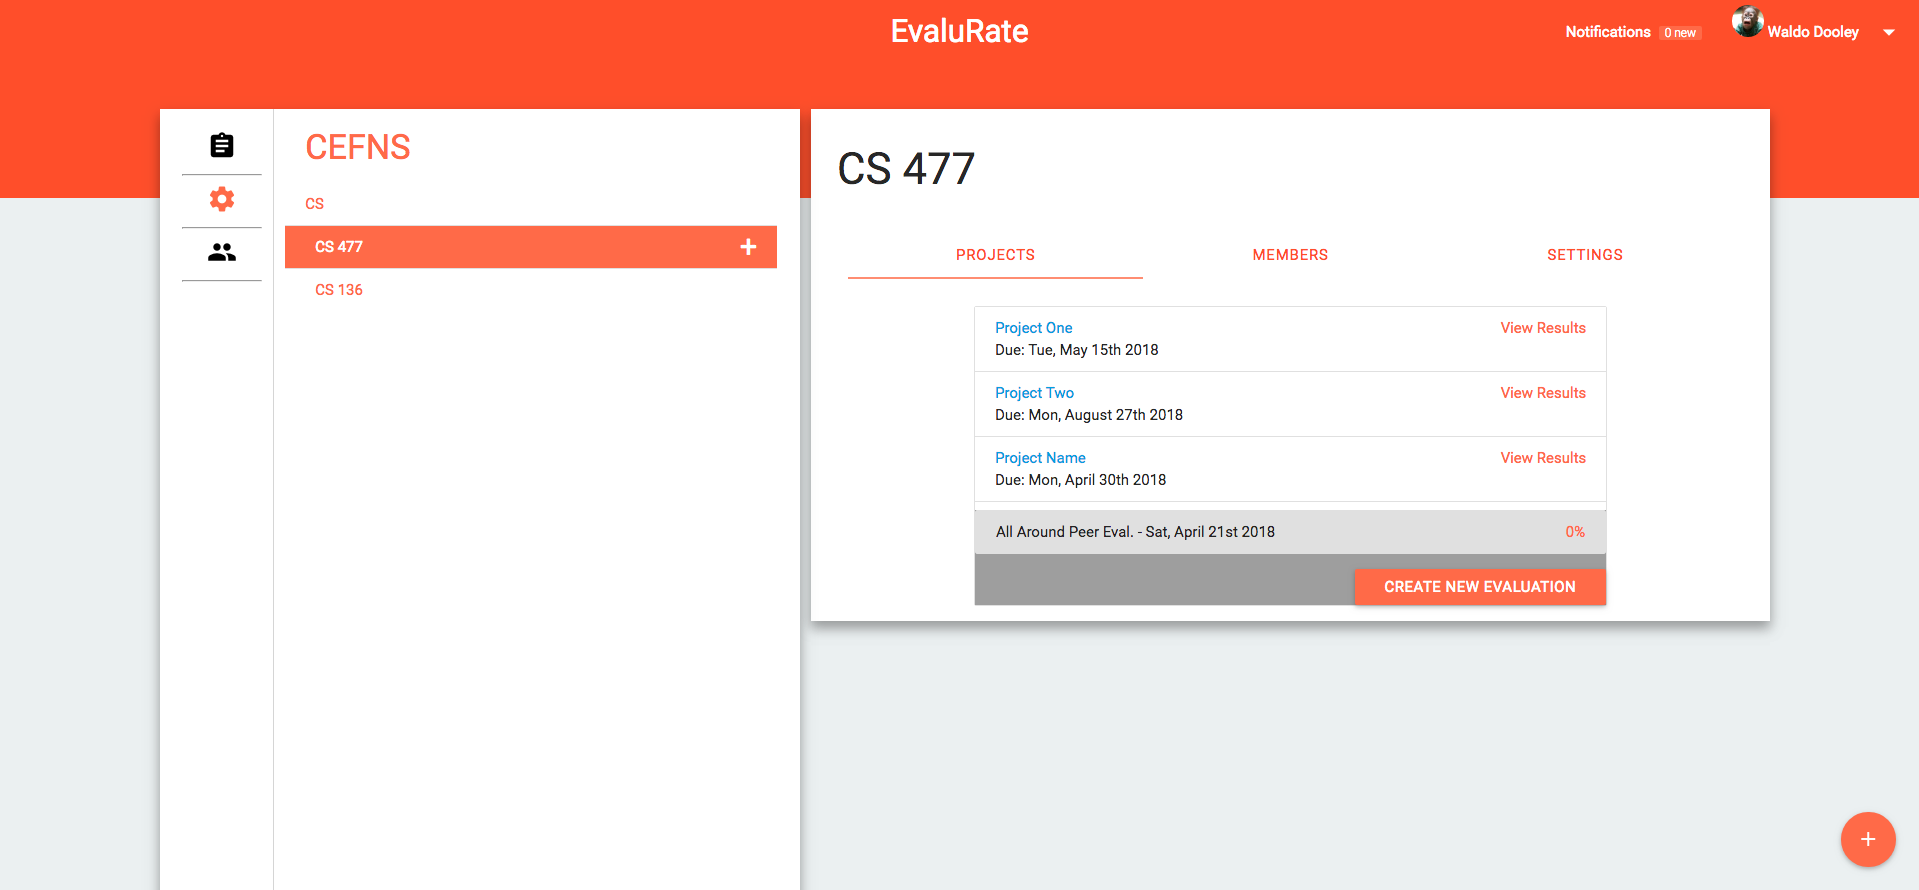 EvaluRate
Notifications 0 new
Waldo Dooley
CEFNS
CS
CS 477
CS 136
CS 477
PROJECTS MEMBERS SETTINGS
Project One View Results
Due: Tue, May 15th 2018
Project Two View Results
Due: Mon, August 27th 2018
Project Name View Results
Due: Mon, April 30th 2018
All Around Peer Eval. - Sat, April 21st 2018 0%
CREATE NEW EVALUATION